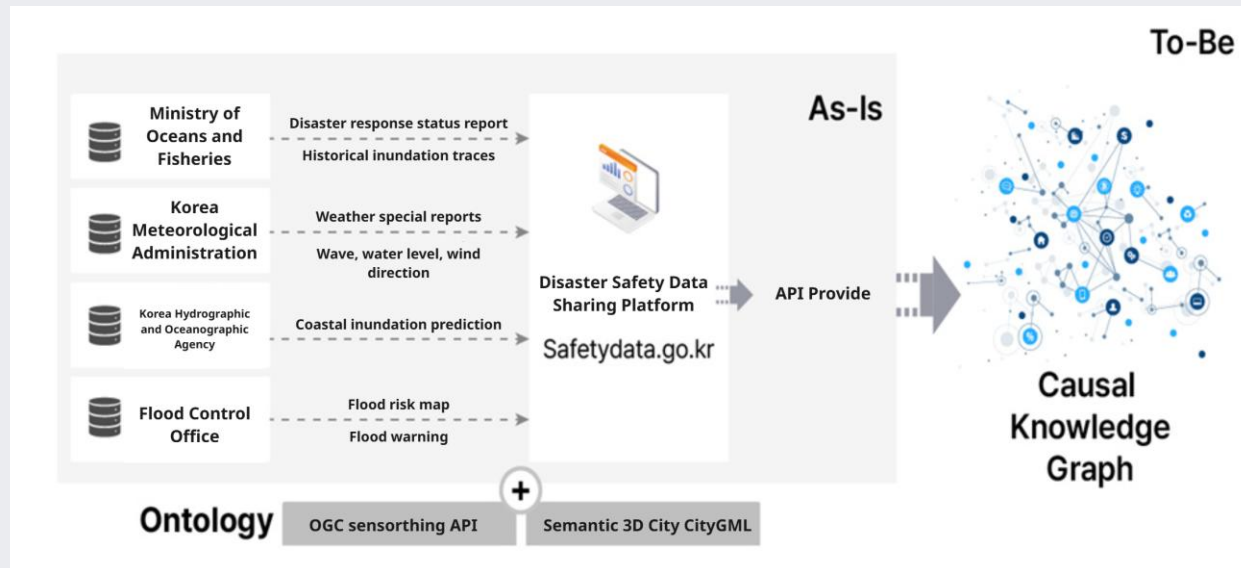 To-Be
As-Is
Ministry of
Oceans and
Fisheries
Disaster response status report
Historical inundation traces
Korea
Meteorological
Administration
Weather special reports
Wave, water level, wind
direction
Korea Hydrographic
and Oceanographic
Agency
Coastal inundation prediction
Flood Control
Office
Flood risk map
Flood warning
Disaster Safety Data
Sharing Platform
Safetydata.go.kr
API Provide
Causal
Knowledge
Graph
+
Ontology
OGC sensorthing API
Semantic 3D City CityGML